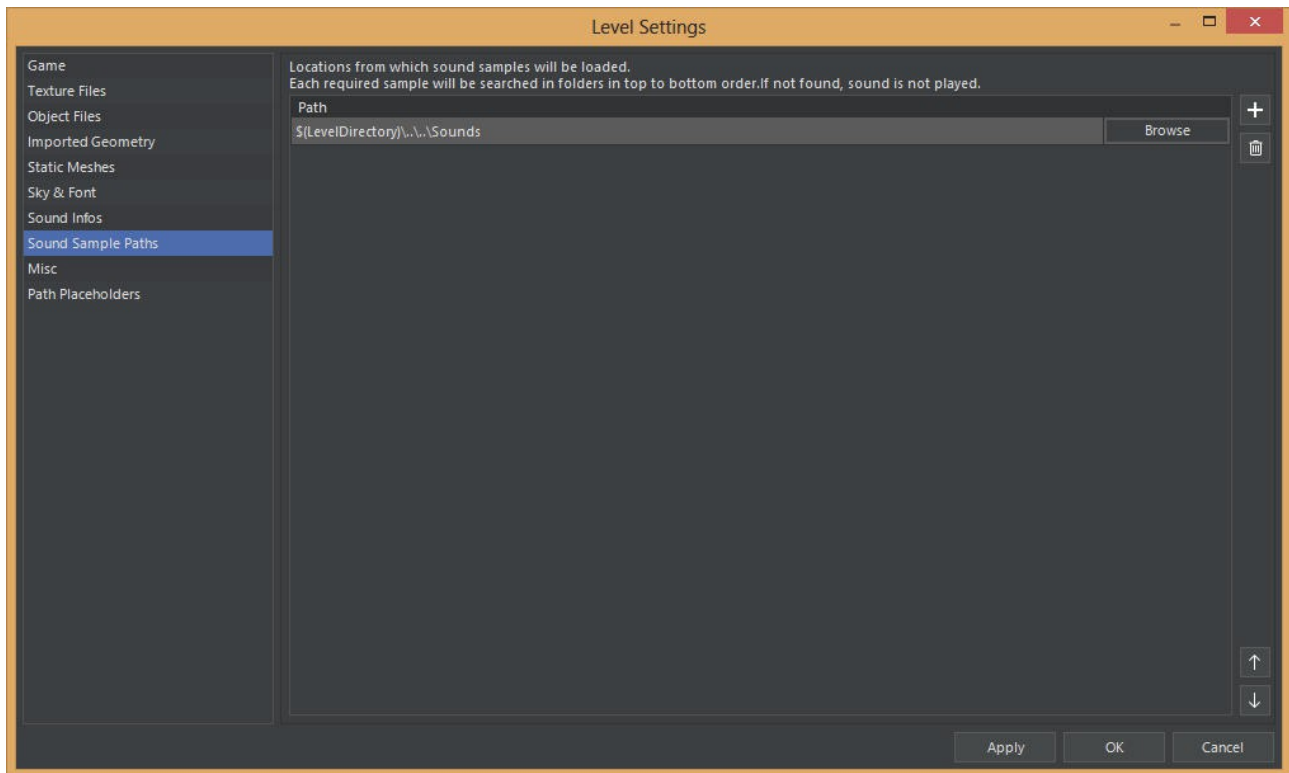 Level Settings
Game
Texture Files
Object Files
Imported Geometry
Static Meshes
Sky & Font
Sound Infos
Sound Sample Paths
Misc
Path Placeholders
Locations from which sound samples will be loaded.
Each required sample will be searched in folders in top to bottom order.If not found, sound is not played.
Path
$(LevelDirectory)\..\..\Sounds
Browse
Apply
OK
Cancel